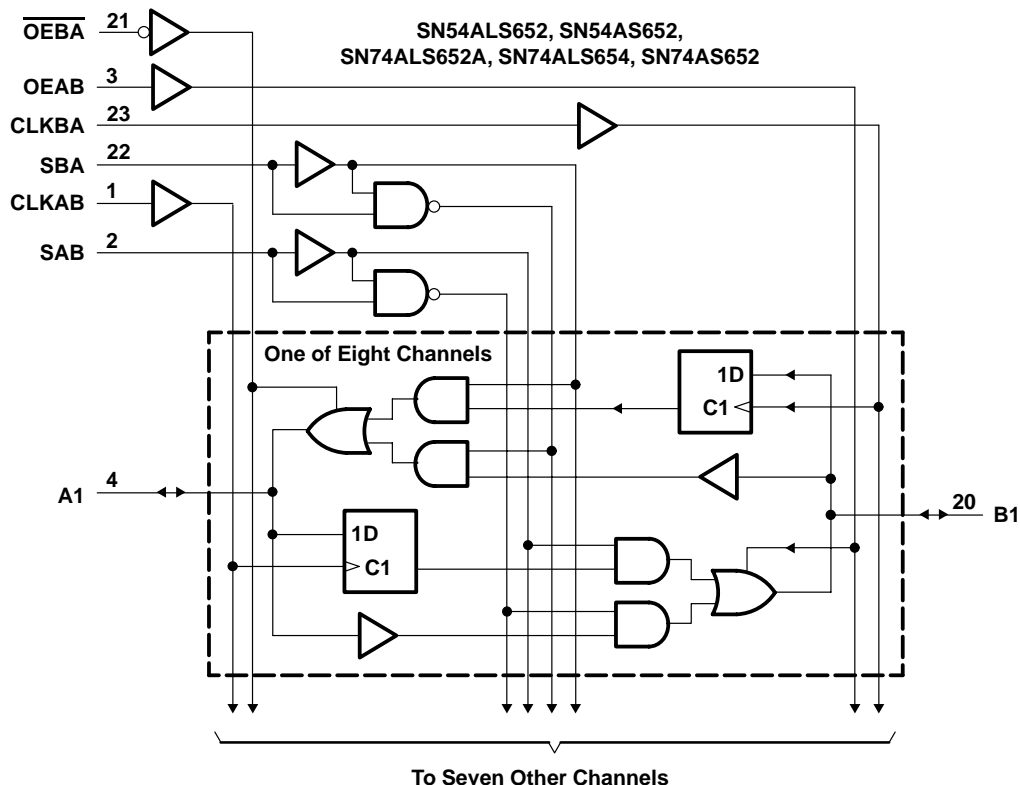 SN54ALS652, SN54AS652,
SN74ALS652A, SN74ALS654, SN74AS652
OEBA 21
OEAB 3
CLKBA 23
SBA 22
CLKAB 1
SAB 2
One of Eight Channels
1D
C1
A1 4
20 B1
1D
C1
To Seven Other Channels